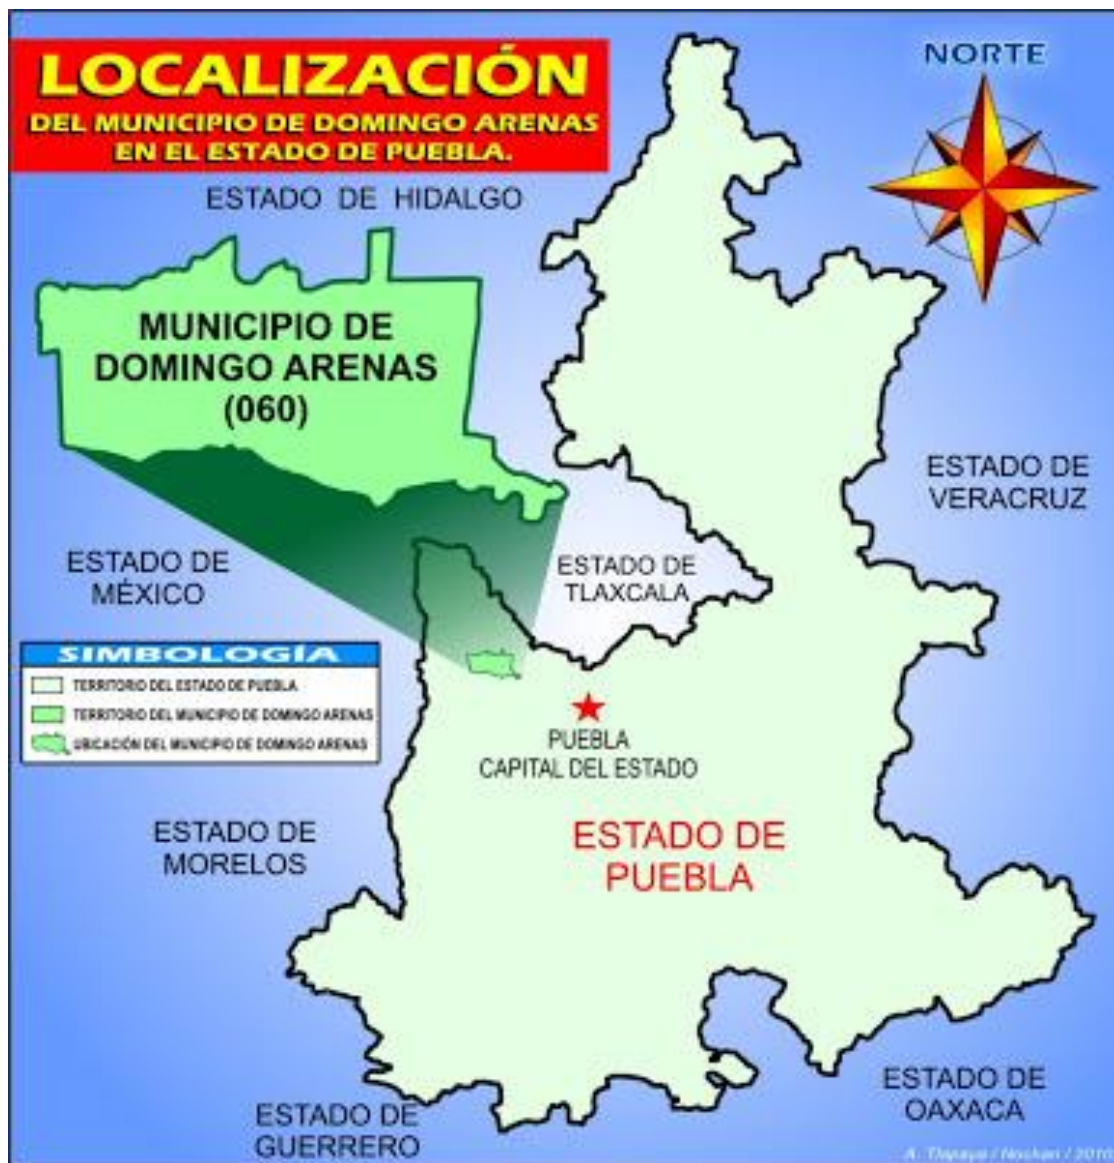 LOCALIZACIÓN
DEL MUNICIPIO DE DOMINGO ARENAS
EN EL ESTADO DE PUEBLA.
NORTE
ESTADO DE HIDALGO
MUNICIPIO DE
DOMINGO ARENAS
(060)
ESTADO DE
VERACRUZ
ESTADO DE
MÉXICO
ESTADO DE
TLAXCALA
SIMBOLOGÍA
TERRITORIO DEL ESTADO DE PUEBLA
TERRITORIO DEL MUNICIPIO DE DOMINGO ARENAS
UBICACIÓN DEL MUNICIPIO DE DOMINGO ARENAS
PUEBLA
CAPITAL DEL ESTADO
ESTADO DE
MORELOS
ESTADO DE
PUEBLA
ESTADO DE
OAXACA
ESTADO DE
GUERRERO